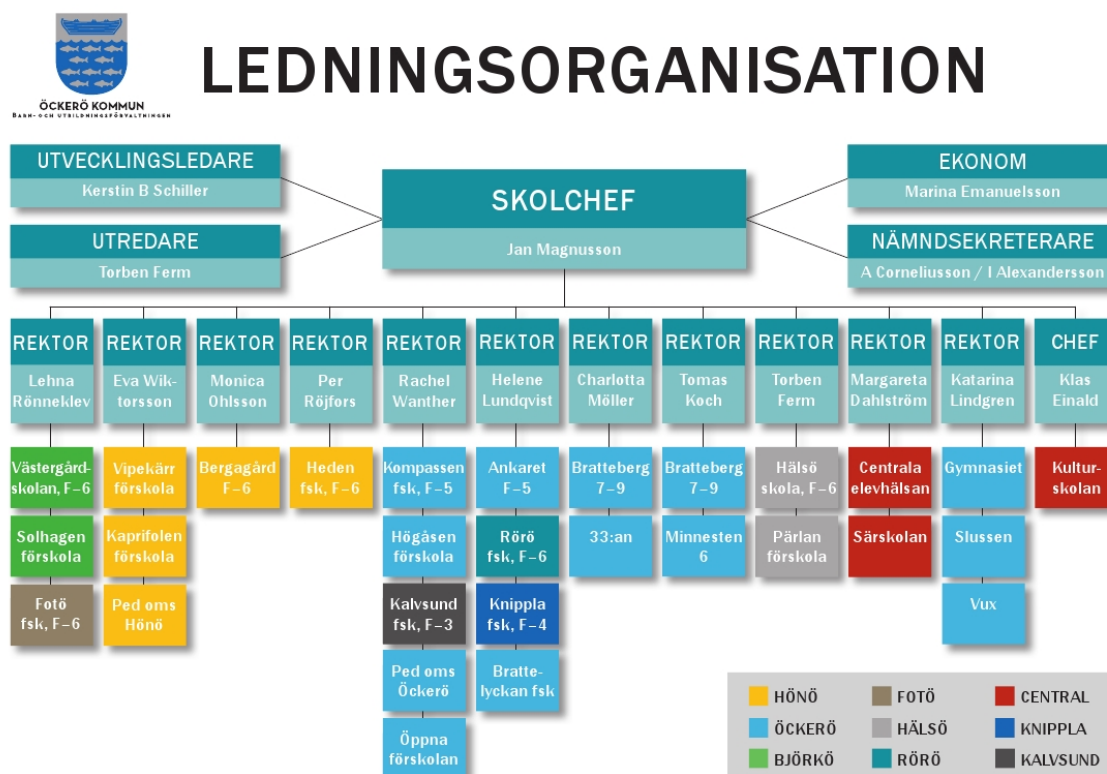 LEDNINGSORGANISATION
ÖCKERÖ KOMMUN
BARN- OCH UTBILDNINGSFÖRVALTNINGEN
UTVECKLINGSLEDARE
Kerstin B Schiller
UTREDARE
Torben Ferm
SKOLCHEF
Jan Magnusson
EKONOM
Marina Emanuelsson
NÄMNDSEKRETERARE
A Corneliusson / I Alexandersson
REKTOR
Lehna
Rönneklev
Västergård-
skolan, F–6
Solhagen
förskola
Fotö
fsk, F–6
REKTOR
Eva Wik-
torsson
Vipekärr
förskola
Kaprifolen
förskola
Ped oms
Hönö
REKTOR
Monica
Ohlsson
Bergagård
F–6
REKTOR
Per
Röjfors
Heden
fsk, F–6
REKTOR
Rachel
Wanther
Kompassen
fsk, F–5
Högåsen
förskola
Kalvsund
fsk, F–3
Ped oms
Öckerö
Öppna
förskolan
REKTOR
Helene
Lundqvist
Ankaret
F–5
Rörö
fsk, F–6
Knippla
fsk, F–4
Bratte-
lyckan fsk
REKTOR
Charlotta
Möller
Bratteberg
7–9
33:an
REKTOR
Tomas
Koch
Bratteberg
7–9
Minnesten
6
REKTOR
Torben
Ferm
Hälsö
skola, F–6
Pärlan
förskola
REKTOR
Margareta
Dahlström
Centrala
elevhälsan
Särskolan
REKTOR
Katarina
Lindgren
Gymnasiet
Slussen
Vux
CHEF
Klas
Einald
Kultur-
skolan
HÖNÖ
ÖCKERÖ
BJÖRKÖ
FOTÖ
HÄLSÖ
RÖRÖ
CENTRAL
KNIPPLA
KALVSUND